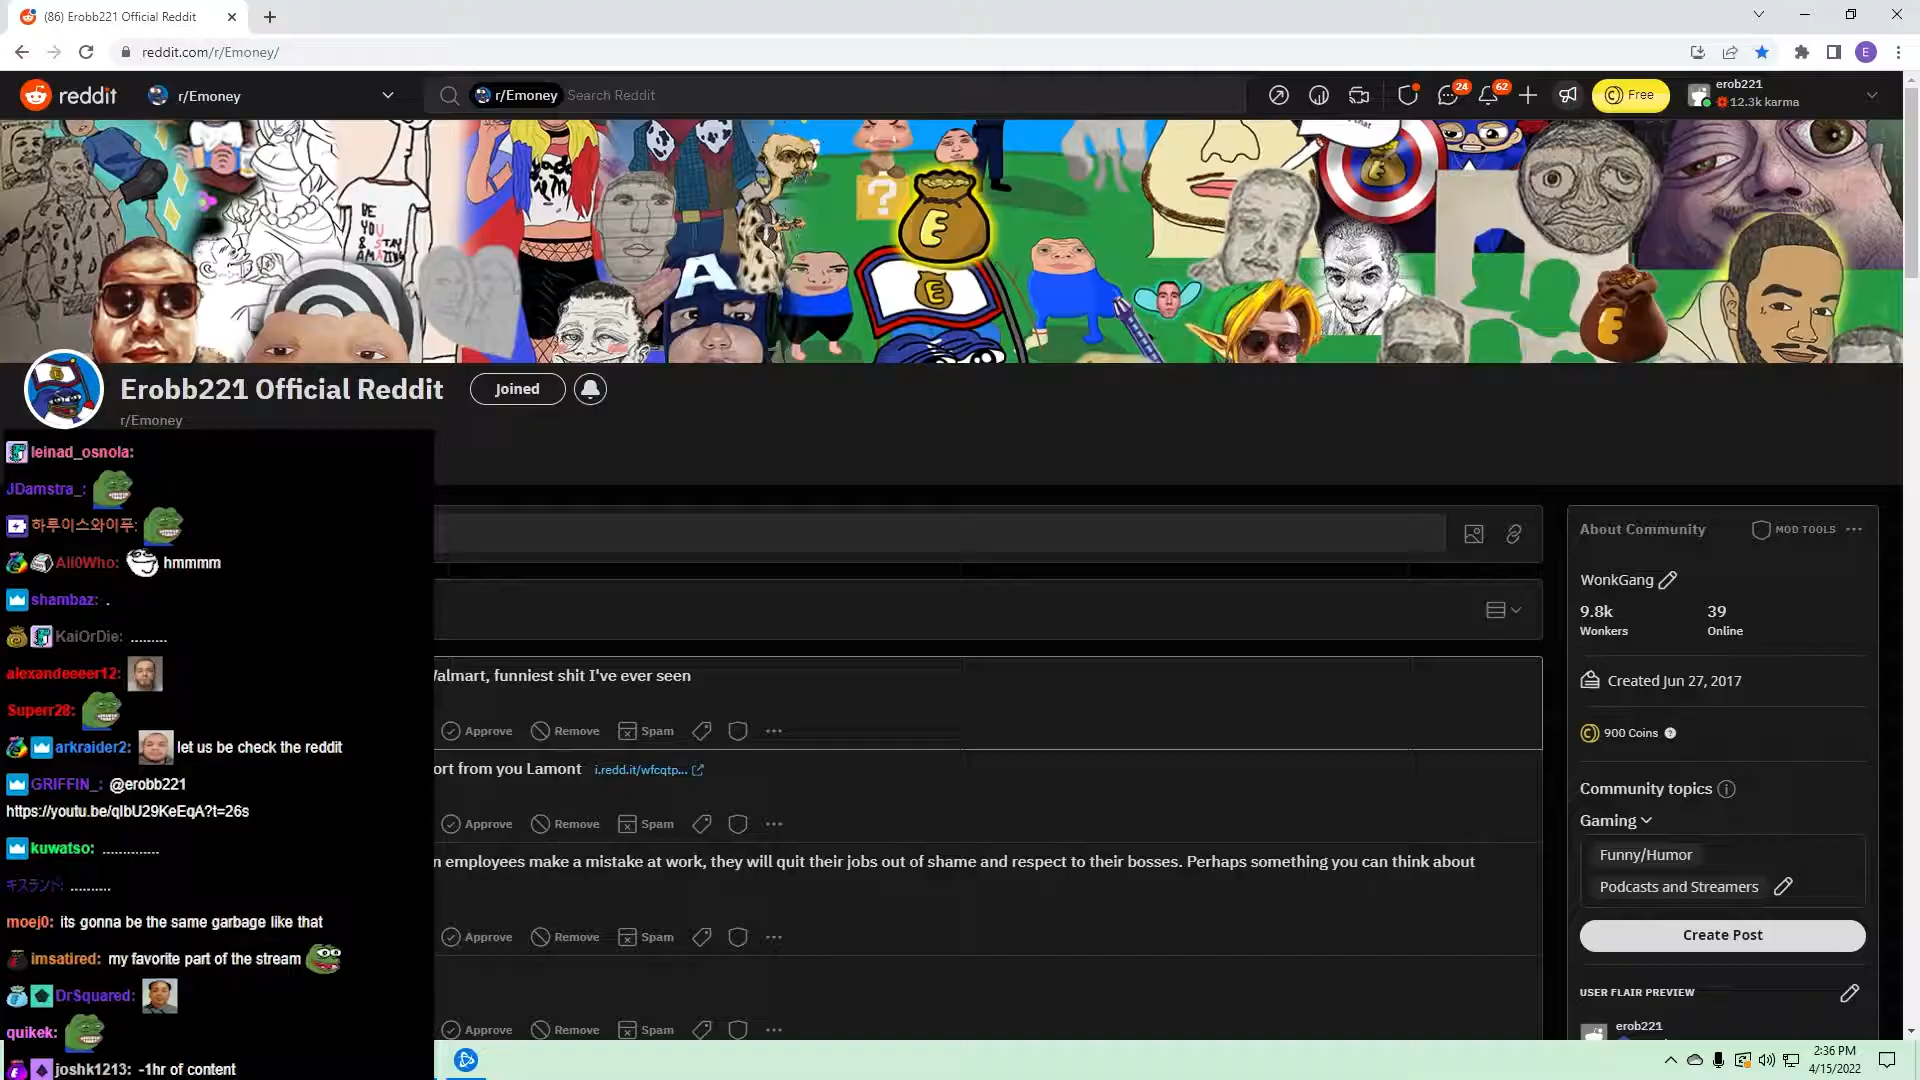 (86) Erobb221 Official Reddit
reddit.com/r/Emoney/
E
reddit
r/Emoney
r/Emoney
Search Reddit
24
62
Free
erob221
12.3k karma
BE
YOU
& STAY
AMAZING
chat
?
E
E
A
E
Erobb221 Official Reddit
Joined
r/Emoney
leinad_osnola:
JDamstra_:
하루이스와이푸:
Ali0Who: hmmmm
shambaz: .
KaiOrDie: .........
alexandeeeer12:
Superr28:
arkraider2: let us be check the reddit
GRIFFIN_: @erobb221
https://youtu.be/qlbU29KeEqA?t=26s
kuwatso: ..............
キスランド: ..........
moej0: its gonna be the same garbage like that
imsatired: my favorite part of the stream
DrSquared:
quikek:
joshk1213: -1hr of content
almart, funniest shit I've ever seen
Approve Remove Spam
ort from you Lamont i.redd.it/wfcqtp...
Approve Remove Spam
n employees make a mistake at work, they will quit their jobs out of shame and respect to their bosses. Perhaps something you can think about
Approve Remove Spam
Approve Remove Spam
About Community
MOD TOOLS
WonkGang
9.8k
Wonkers
39
Online
Created Jun 27, 2017
900 Coins
Community topics
Gaming
Funny/Humor
Podcasts and Streamers
Create Post
USER FLAIR PREVIEW
erob221
2:36 PM
4/15/2022